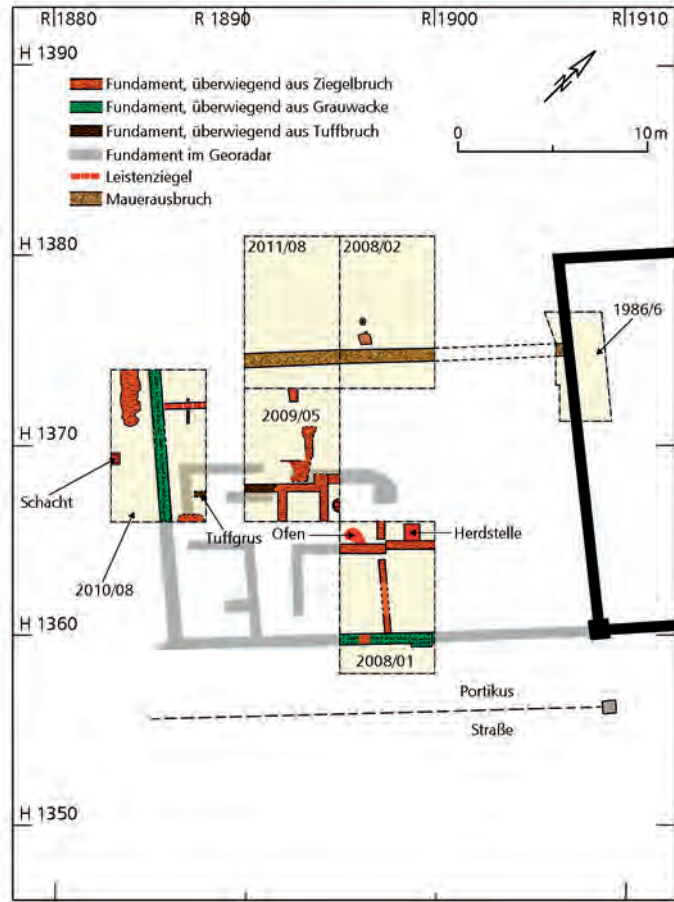 R 1880
R 1890
R 1900
R 1910
H 1390
Fundament, überwiegend aus Ziegelbruch
Fundament, überwiegend aus Grauwacke
Fundament, überwiegend aus Tuffbruch
Fundament im Georadar
Leistenziegel
Mauerausbruch
0
10 m
H 1380
2011/08
2008/02
1986/6
H 1370
2009/05
Schacht
Tuffgrus
Ofen
Herdstelle
2010/08
H 1360
2008/01
Portikus
Straße
H 1350